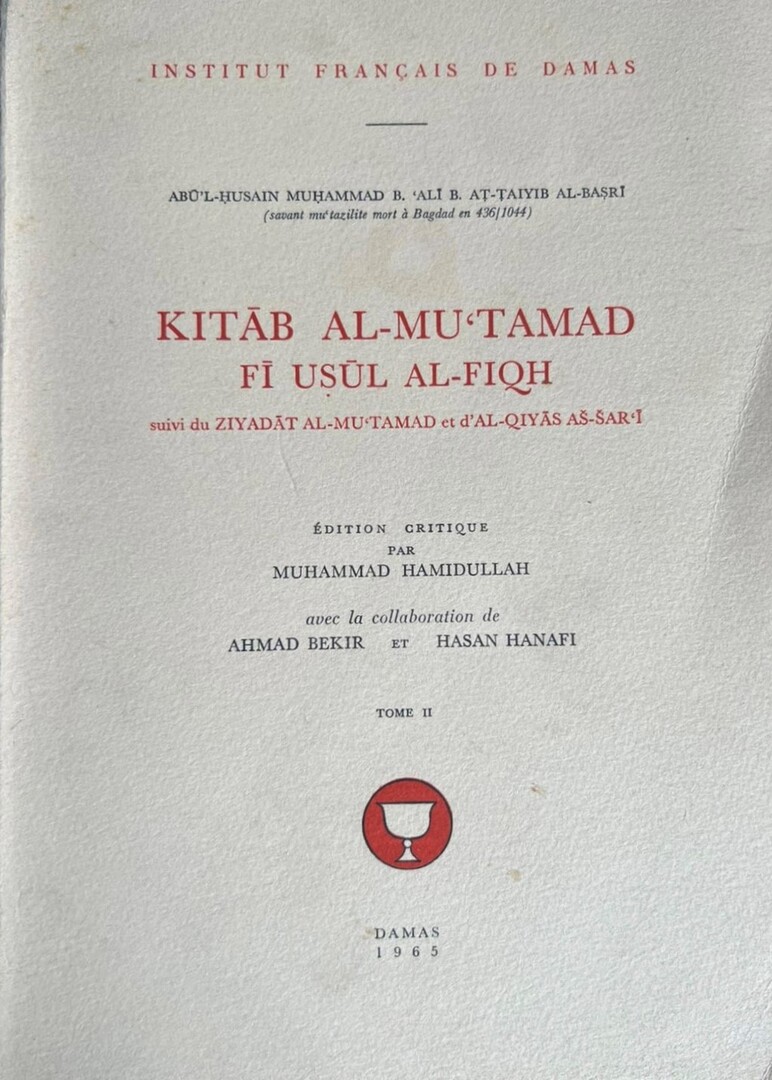 INSTITUT FRANÇAIS DE DAMAS
ABŪ’L-ḤUSAIN MUḤAMMAD B. ‘ALĪ B. AṬ-ṬAIYIB AL-BAṢRĪ
(savant mu‘tazilite mort à Bagdad en 436/1044)
KITĀB AL-MU‘TAMAD
FĪ UṢŪL AL-FIQH
suivi du ZIYADĀT AL-MU‘TAMAD et d’AL-QIYĀS AŠ-ŠAR‘Ī
ÉDITION CRITIQUE
PAR
MUHAMMAD HAMIDULLAH
avec la collaboration de
AHMAD BEKIR ET HASAN HANAFI
TOME II
DAMAS
1965